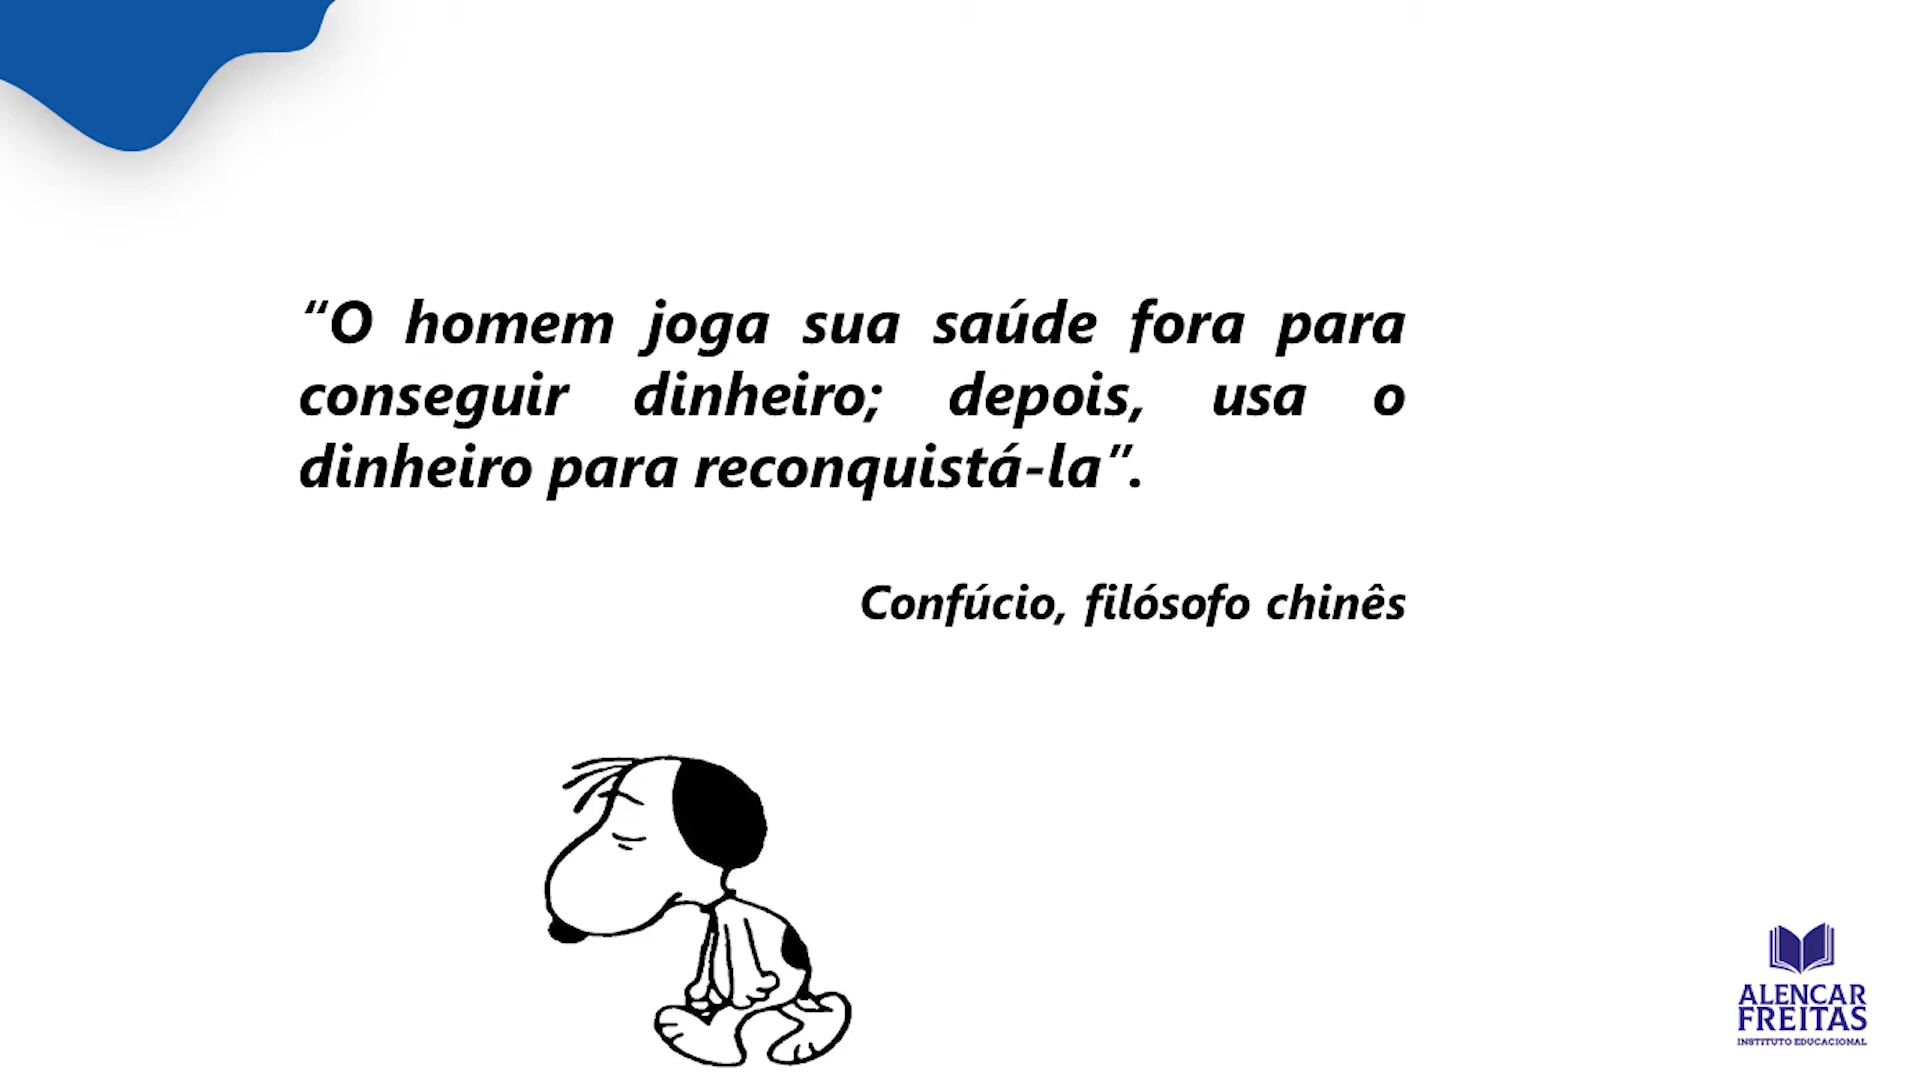 “O homem joga sua saúde fora para
conseguir dinheiro; depois, usa o
dinheiro para reconquistá-la”.
Confúcio, filósofo chinês
ALENCAR
FREITAS
INSTITUTO EDUCACIONAL